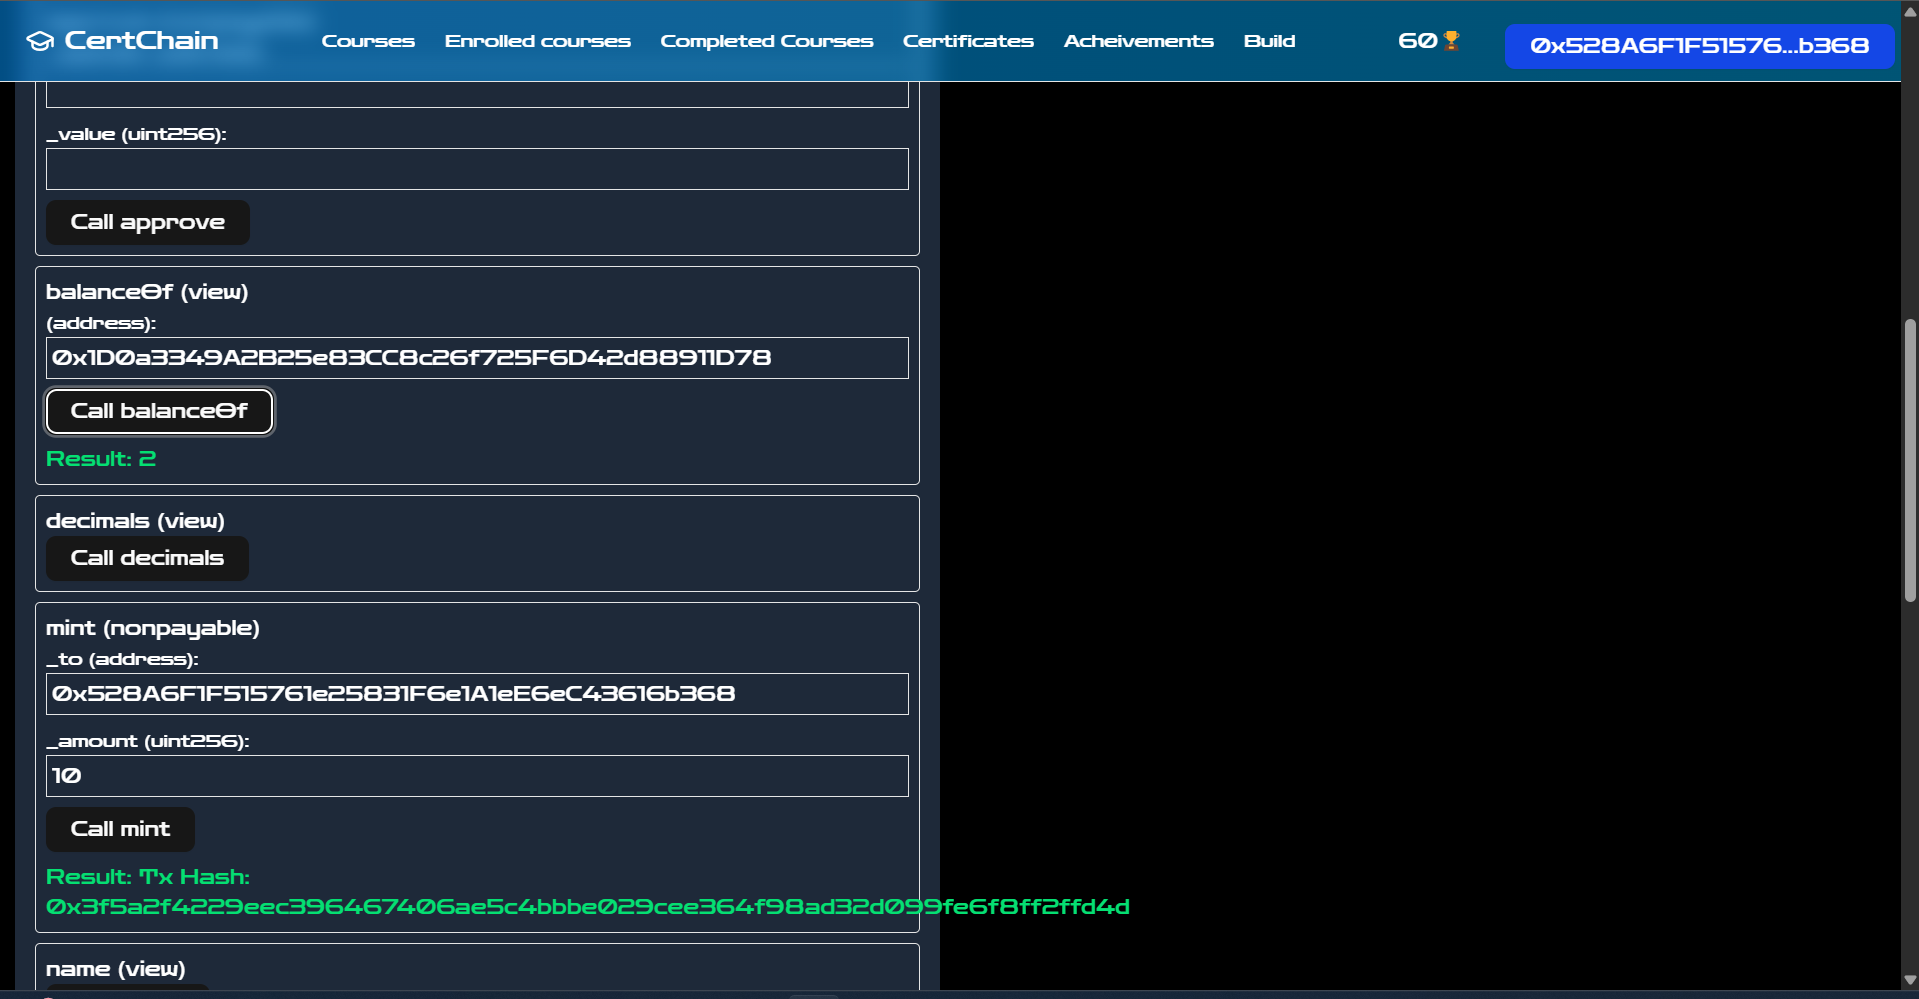 CertChain
Courses
Enrolled courses
Completed Courses
Certificates
Acheivements
Build
60
0x528A6F1F51576...b368
_value (uint256):
Call approve
balanceOf (view)
(address):
0x1D0a3349A2B25e83CC8c26f725F6D42d88911D78
Call balanceOf
Result: 2
decimals (view)
Call decimals
mint (nonpayable)
_to (address):
0x528A6F1F515761e25831F6e1A1eE6eC43616b368
_amount (uint256):
10
Call mint
Result: Tx Hash:
0x3f5a2f4229eec396467406ae5c4bbbe029cee364f98ad32d099fe6f8ff2ffd4d
name (view)